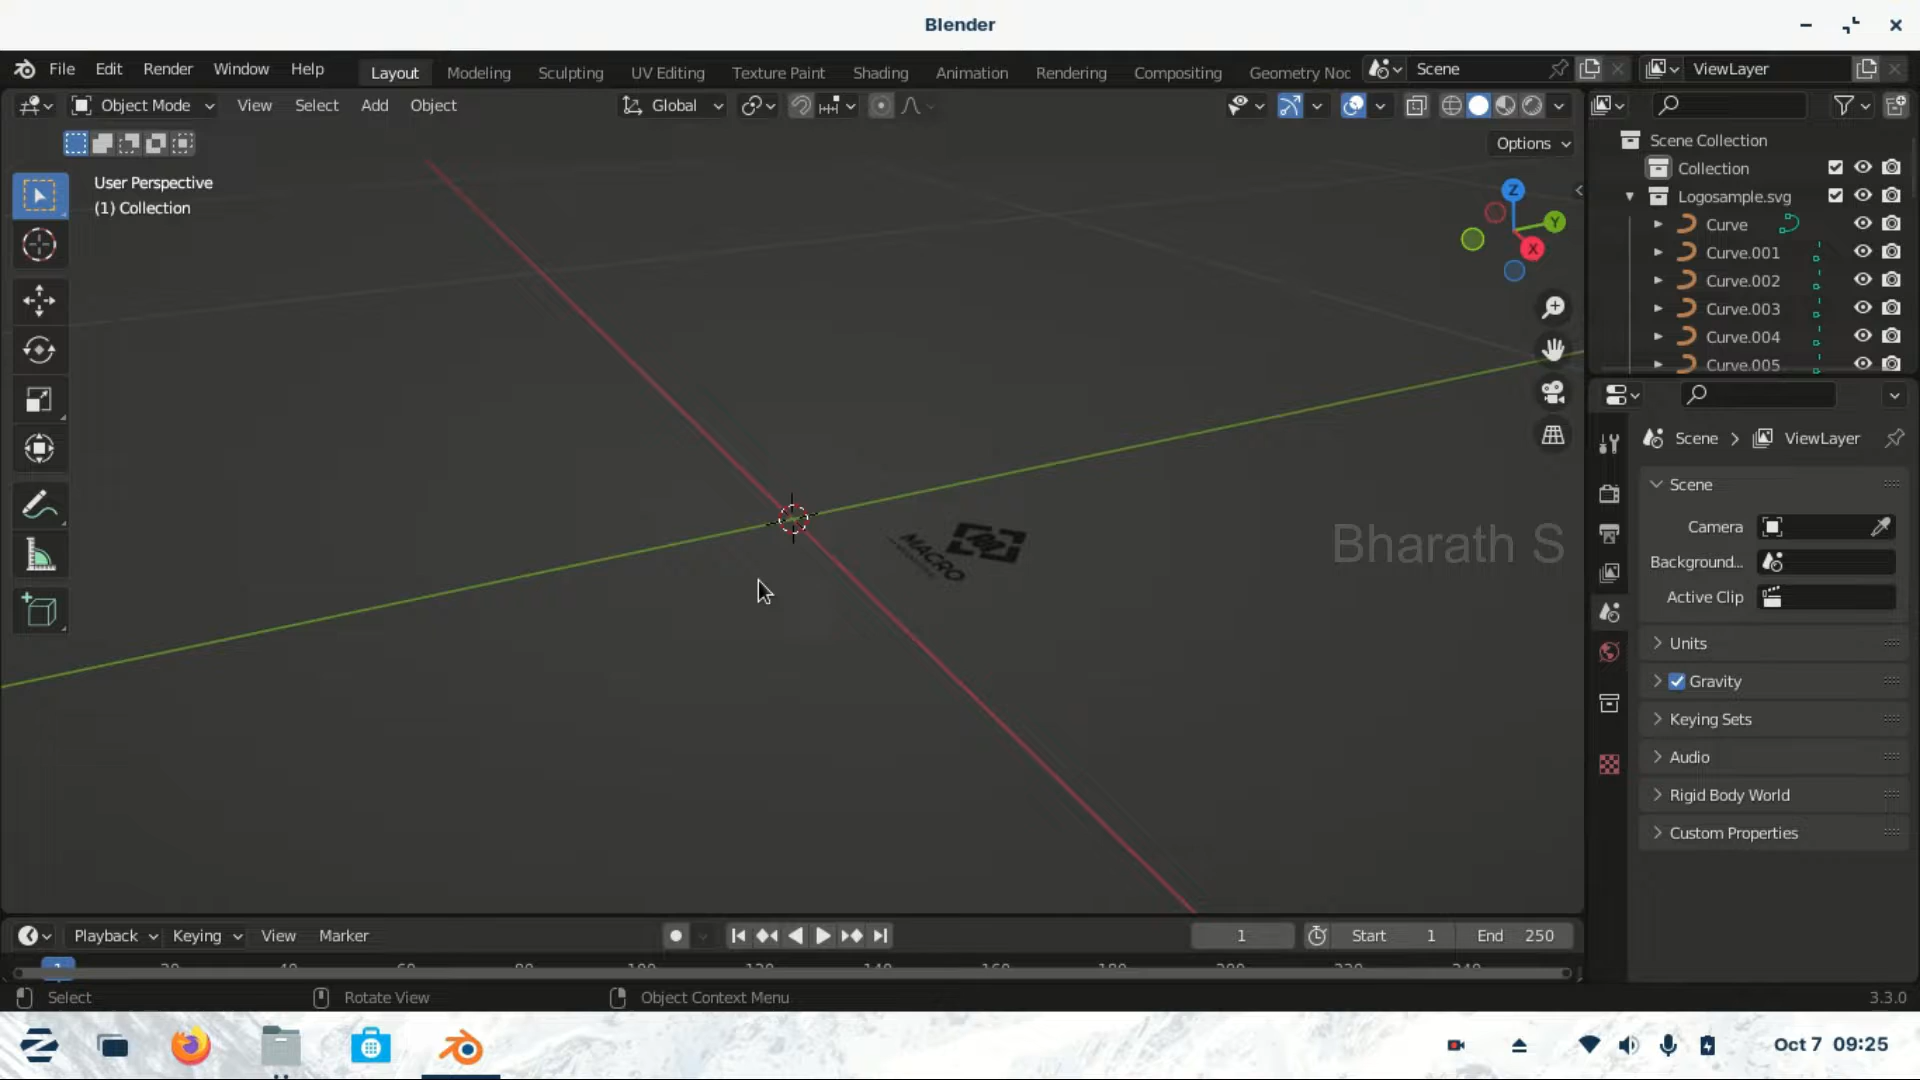 Blender
File Edit Render Window Help Layout Modeling Sculpting UV Editing Texture Paint Shading Animation Rendering Compositing Geometry Noc Scene ViewLayer
Object Mode View Select Add Object Global
Options
User Perspective
(1) Collection
Z
Y
X
MACRO
Bharath S
Scene Collection
Collection
Logosample.svg
Curve
Curve.001
Curve.002
Curve.003
Curve.004
Curve.005
Scene > ViewLayer
Scene
Camera
Background...
Active Clip
Units
Gravity
Keying Sets
Audio
Rigid Body World
Custom Properties
Playback Keying View Marker 1 Start 1 End 250
Select Rotate View Object Context Menu 3.3.0
Oct 7 09:25